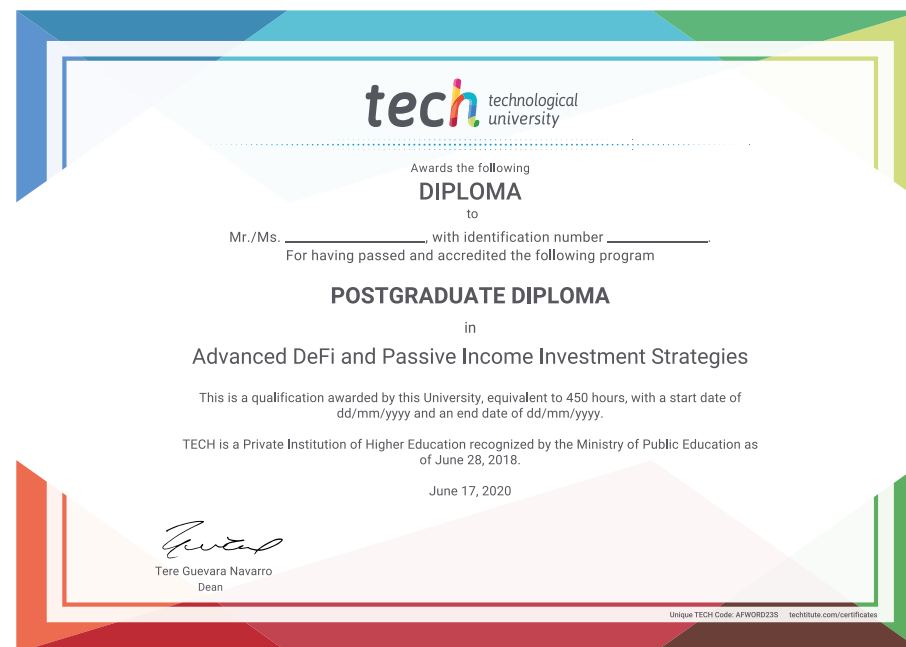 tech technological
university
Awards the following
DIPLOMA
to
Mr./Ms. ____________________, with identification number ______________.
For having passed and accredited the following program
POSTGRADUATE DIPLOMA
in
Advanced DeFi and Passive Income Investment Strategies
This is a qualification awarded by this University, equivalent to 450 hours, with a start date of
dd/mm/yyyy and an end date of dd/mm/yyyy.
TECH is a Private Institution of Higher Education recognized by the Ministry of Public Education as
of June 28, 2018.
June 17, 2020
Tere Guevara Navarro
Dean
Unique TECH Code: AFWORD23S techtitute.com/certificates